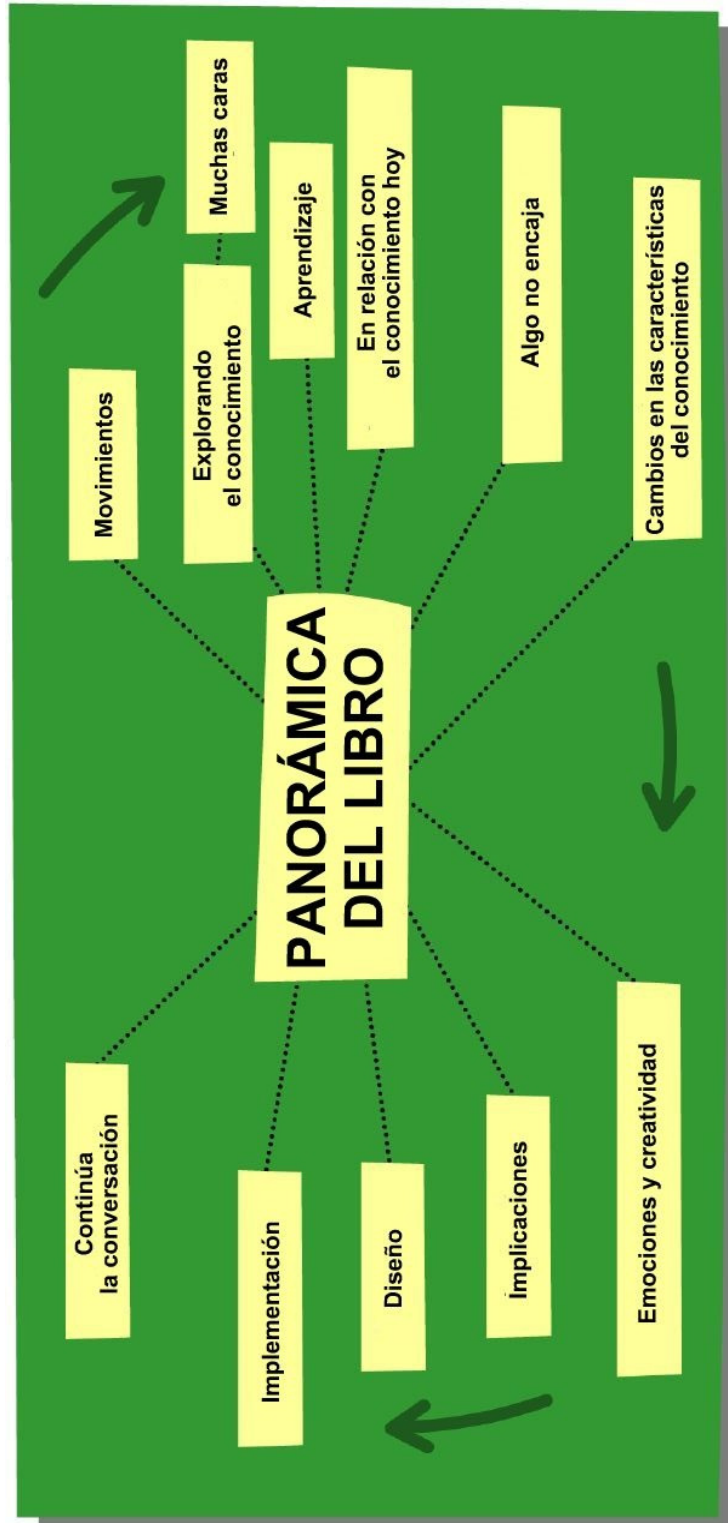 PANORÁMICA
DEL LIBRO
Movimientos
Explorando
el conocimiento
Muchas caras
Aprendizaje
En relación con
el conocimiento hoy
Algo no encaja
Cambios en las características
del conocimiento
Emociones y creatividad
Implicaciones
Diseño
Implementación
Continúa
la conversación